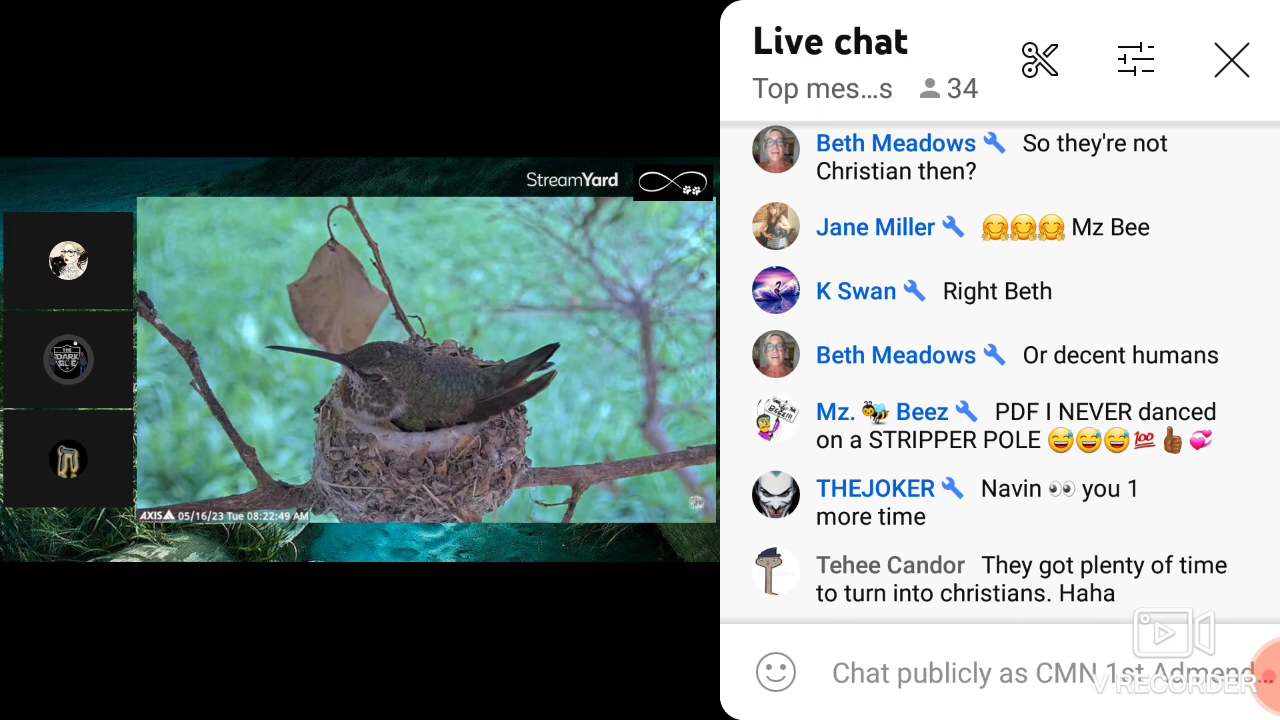 StreamYard
AXIS 05/16/23 Tue 08:22:49 AM
Live chat
Top mes...s 34
Beth Meadows So they're not
Christian then?
Jane Miller 🤗🤗🤗 Mz Bee
K Swan Right Beth
Beth Meadows Or decent humans
Mz. 🐝 Beez PDF I NEVER danced
on a STRIPPER POLE 😅😅😅💯👍🏾💞
THEJOKER Navin 👀 you 1
more time
Tehee Candor They got plenty of time
to turn into christians. Haha
Chat publicly as CMN 1st Admend...
V RECORDER